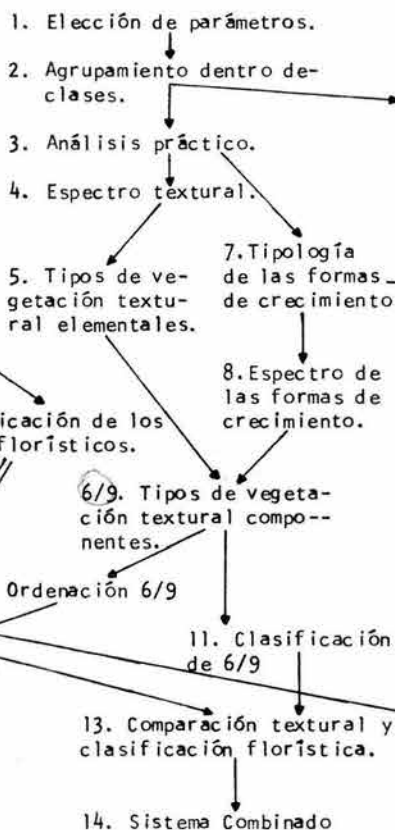 1. Elección de parámetros.
2. Agrupamiento dentro de-
clases.
3. Análisis práctico.
4. Espectro textural.
5. Tipos de ve-
getación textu-
ral elementales.
7.Tipología
de las formas
de crecimiento
8.Espectro de
las formas de
crecimiento.
icación de los
florísticos.
6/9. Tipos de vegeta-
ción textural compo--
nentes.
Ordenación 6/9
11. Clasificación
de 6/9
13. Comparación textural y
clasificación florística.
14. Sistema Combinado